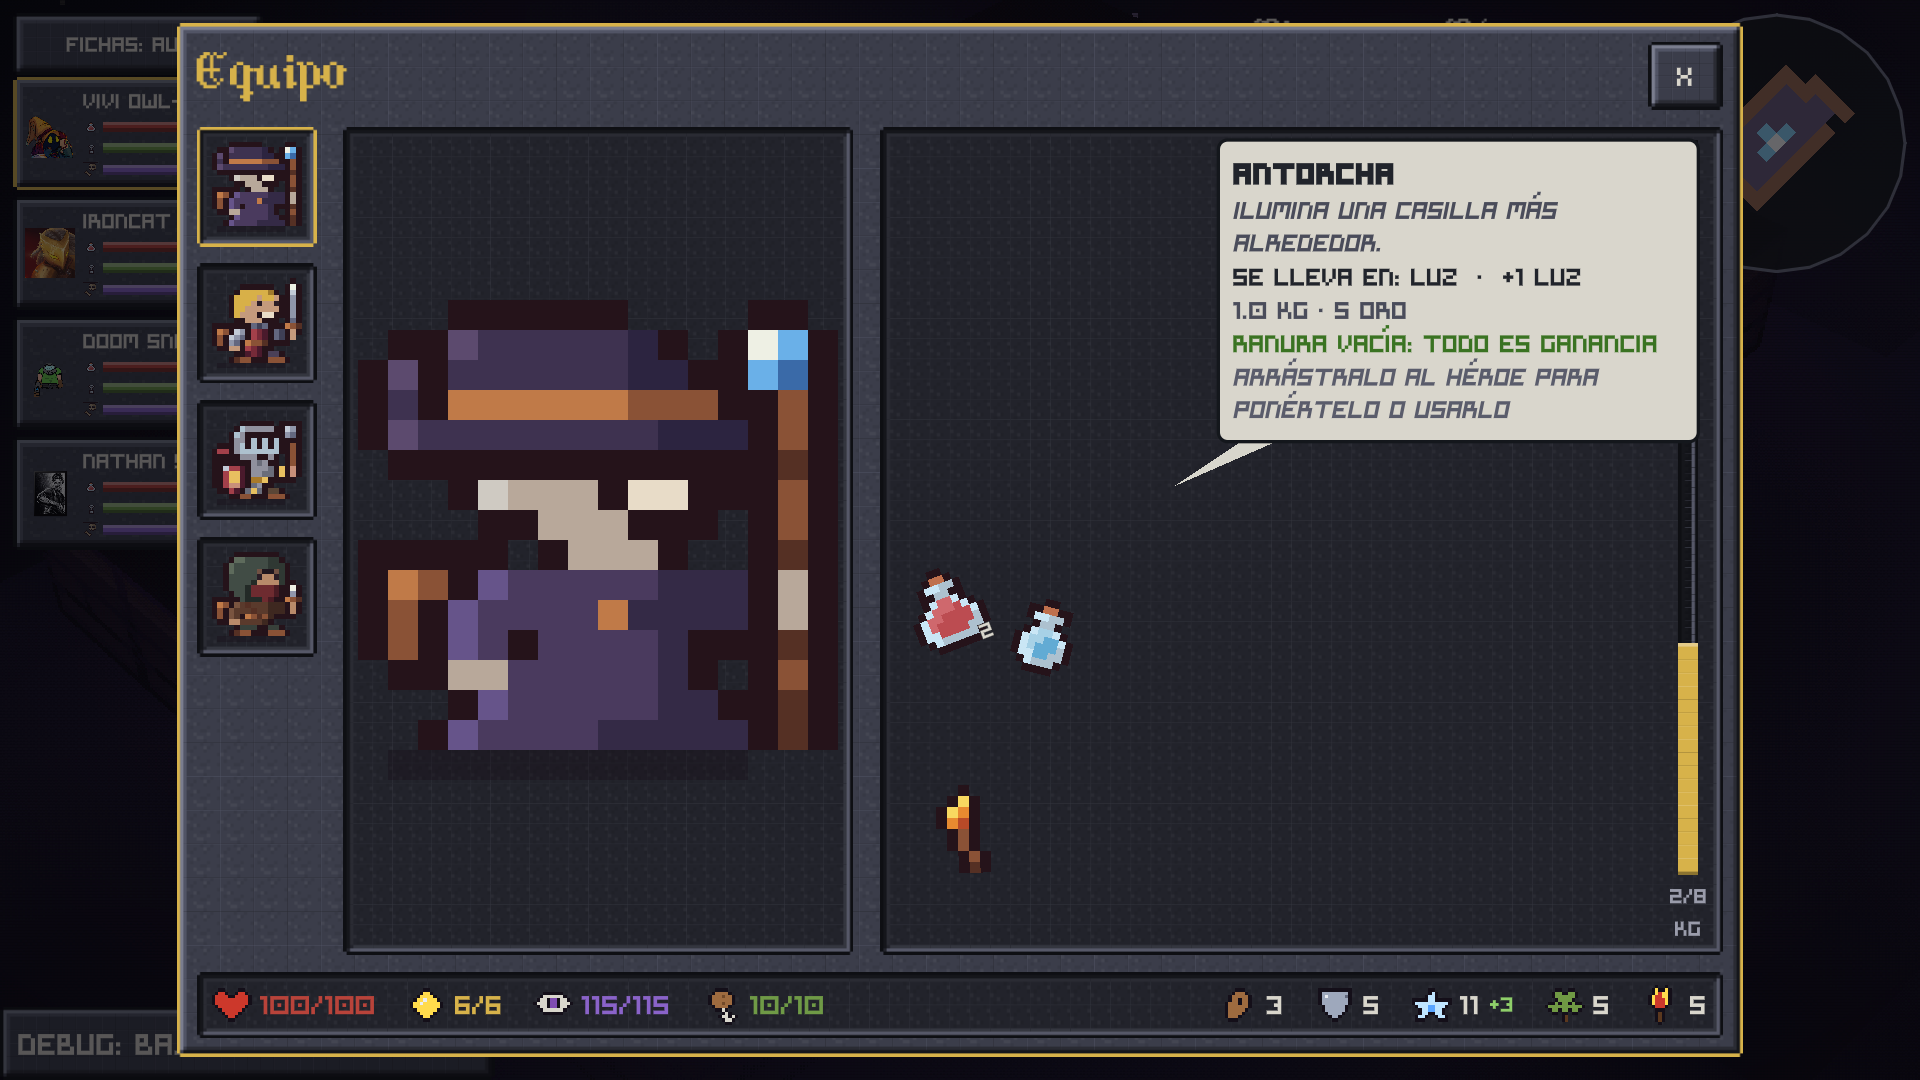 FICHAS: AU
Equipo
X
VIVI OWL-
IRONCAT
DOOM SN
NATHAN S
ANTORCHA
ILUMINA UNA CASILLA MÁS
ALREDEDOR.
SE LLEVA EN: LUZ · +1 LUZ
1.0 KG · 5 ORO
RANURA VACÍA: TODO ES GANANCIA
ARRÁSTRALO AL HÉROE PARA
PONÉRTELO O USARLO
2
2/8
KG
100/100 6/6 115/115 10/10 3 5 11 +3 5 5
DEBUG: BA